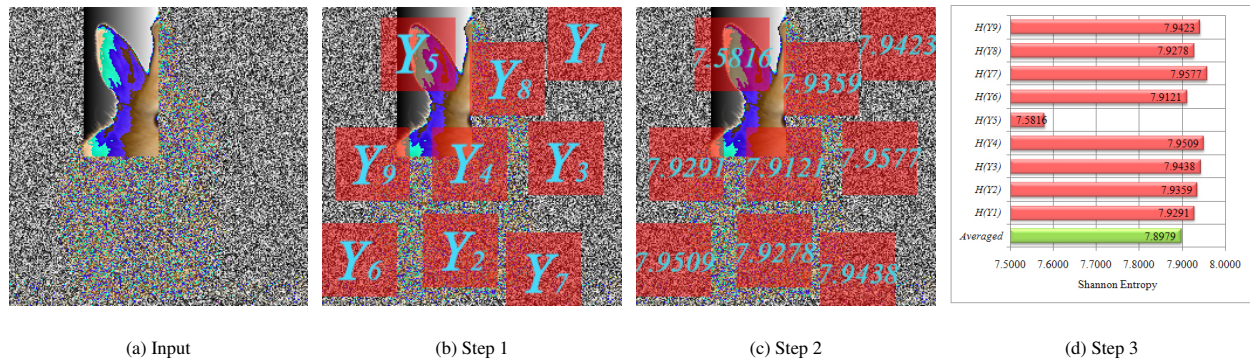 Y5
Y8
Y1
Y9
Y4
Y3
Y6
Y2
Y7
7.5816
7.9359
7.9423
7.9291
7.9121
7.9577
7.9509
7.9278
7.9438
H(Y9) 7.9423
H(Y8) 7.9278
H(Y7) 7.9577
H(Y6) 7.9121
H(Y5) 7.5816
H(Y4) 7.9509
H(Y3) 7.9438
H(Y2) 7.9359
H(Y1) 7.9291
Averaged 7.8979
7.5000 7.6000 7.7000 7.8000 7.9000 8.0000
Shannon Entropy
(a) Input (b) Step 1 (c) Step 2 (d) Step 3